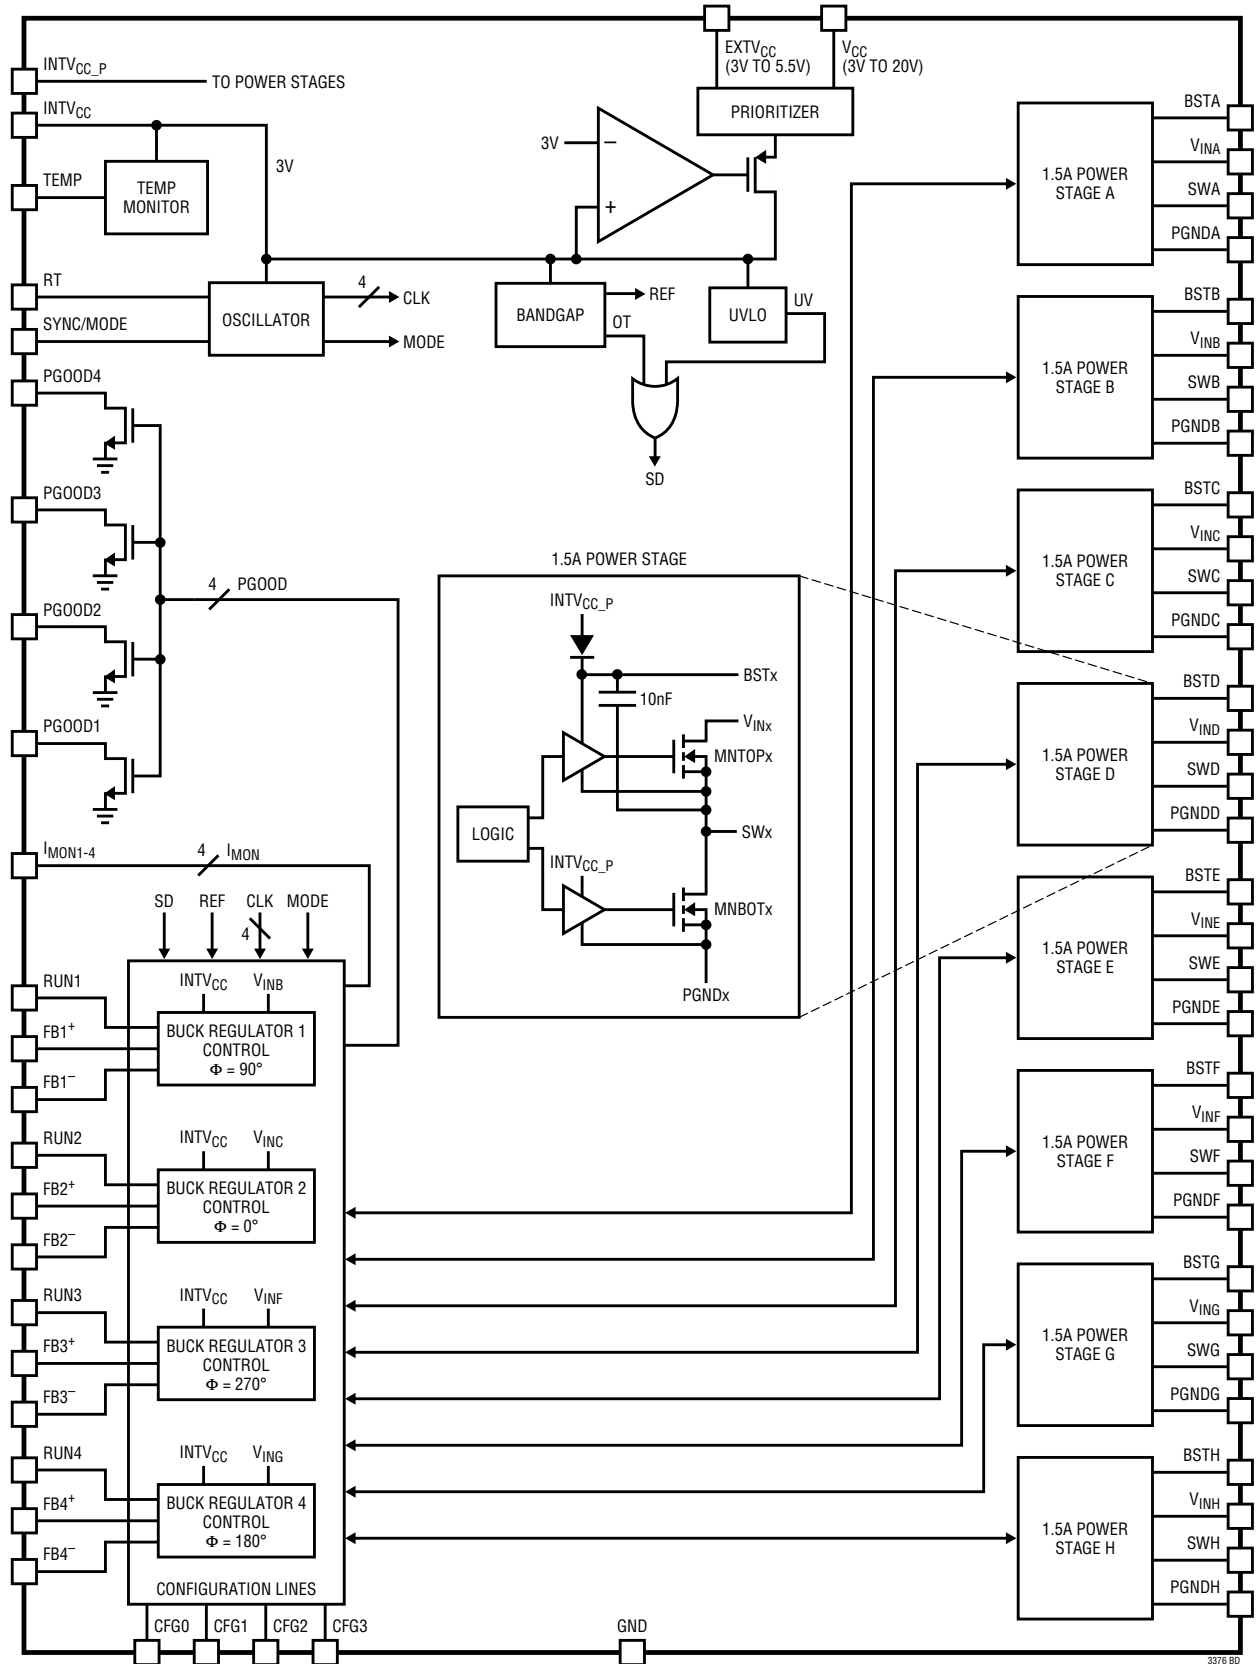 EXTVCC
(3V TO 5.5V)
VCC
(3V TO 20V)
INTVCC_P
TO POWER STAGES
INTVCC
3V
TEMP
TEMP
MONITOR
PRIORITIZER
3V
−
+
RT
SYNC/MODE
OSCILLATOR
4
CLK
MODE
BANDGAP
REF
OT
UVLO
UV
SD
PGOOD4
PGOOD3
PGOOD2
PGOOD1
4
PGOOD
IMON1-4
4
IMON
1.5A POWER STAGE
INTVCC_P
BSTx
10nF
VINx
MNTOPx
LOGIC
SWx
INTVCC_P
MNBOTx
PGNDx
SD
REF
CLK
MODE
4
RUN1
FB1+
FB1−
INTVCC
VINB
BUCK REGULATOR 1
CONTROL
Φ = 90°
RUN2
FB2+
FB2−
INTVCC
VINC
BUCK REGULATOR 2
CONTROL
Φ = 0°
RUN3
FB3+
FB3−
INTVCC
VINF
BUCK REGULATOR 3
CONTROL
Φ = 270°
RUN4
FB4+
FB4−
INTVCC
VING
BUCK REGULATOR 4
CONTROL
Φ = 180°
CONFIGURATION LINES
CFG0
CFG1
CFG2
CFG3
GND
1.5A POWER
STAGE A
BSTA
VINA
SWA
PGNDA
1.5A POWER
STAGE B
BSTB
VINB
SWB
PGNDB
1.5A POWER
STAGE C
BSTC
VINC
SWC
PGNDC
1.5A POWER
STAGE D
BSTD
VIND
SWD
PGNDD
1.5A POWER
STAGE E
BSTE
VINE
SWE
PGNDE
1.5A POWER
STAGE F
BSTF
VINF
SWF
PGNDF
1.5A POWER
STAGE G
BSTG
VING
SWG
PGNDG
1.5A POWER
STAGE H
BSTH
VINH
SWH
PGNDH
3376 BD